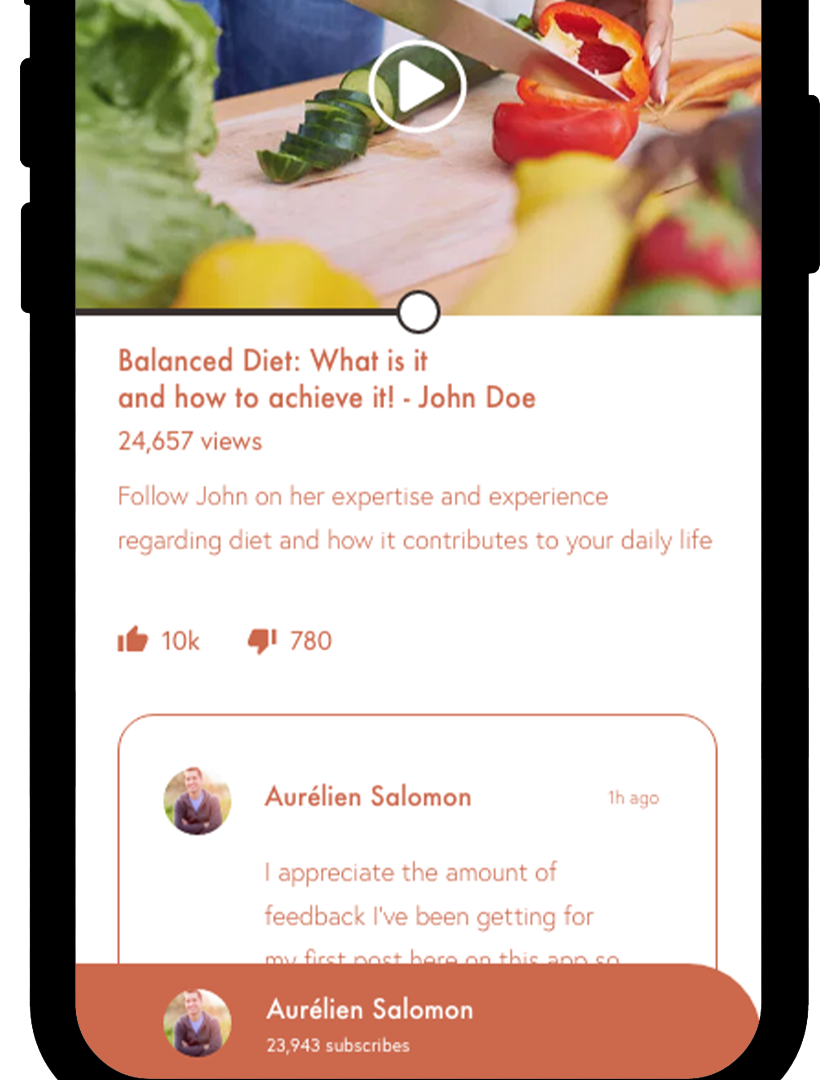 Balanced Diet: What is it
and how to achieve it! - John Doe
24,657 views
Follow John on her expertise and experience
regarding diet and how it contributes to your daily life
10k 780
Aurélien Salomon 1h ago
I appreciate the amount of
feedback I've been getting for
my first post here on this app so
Aurélien Salomon
23,943 subscribes